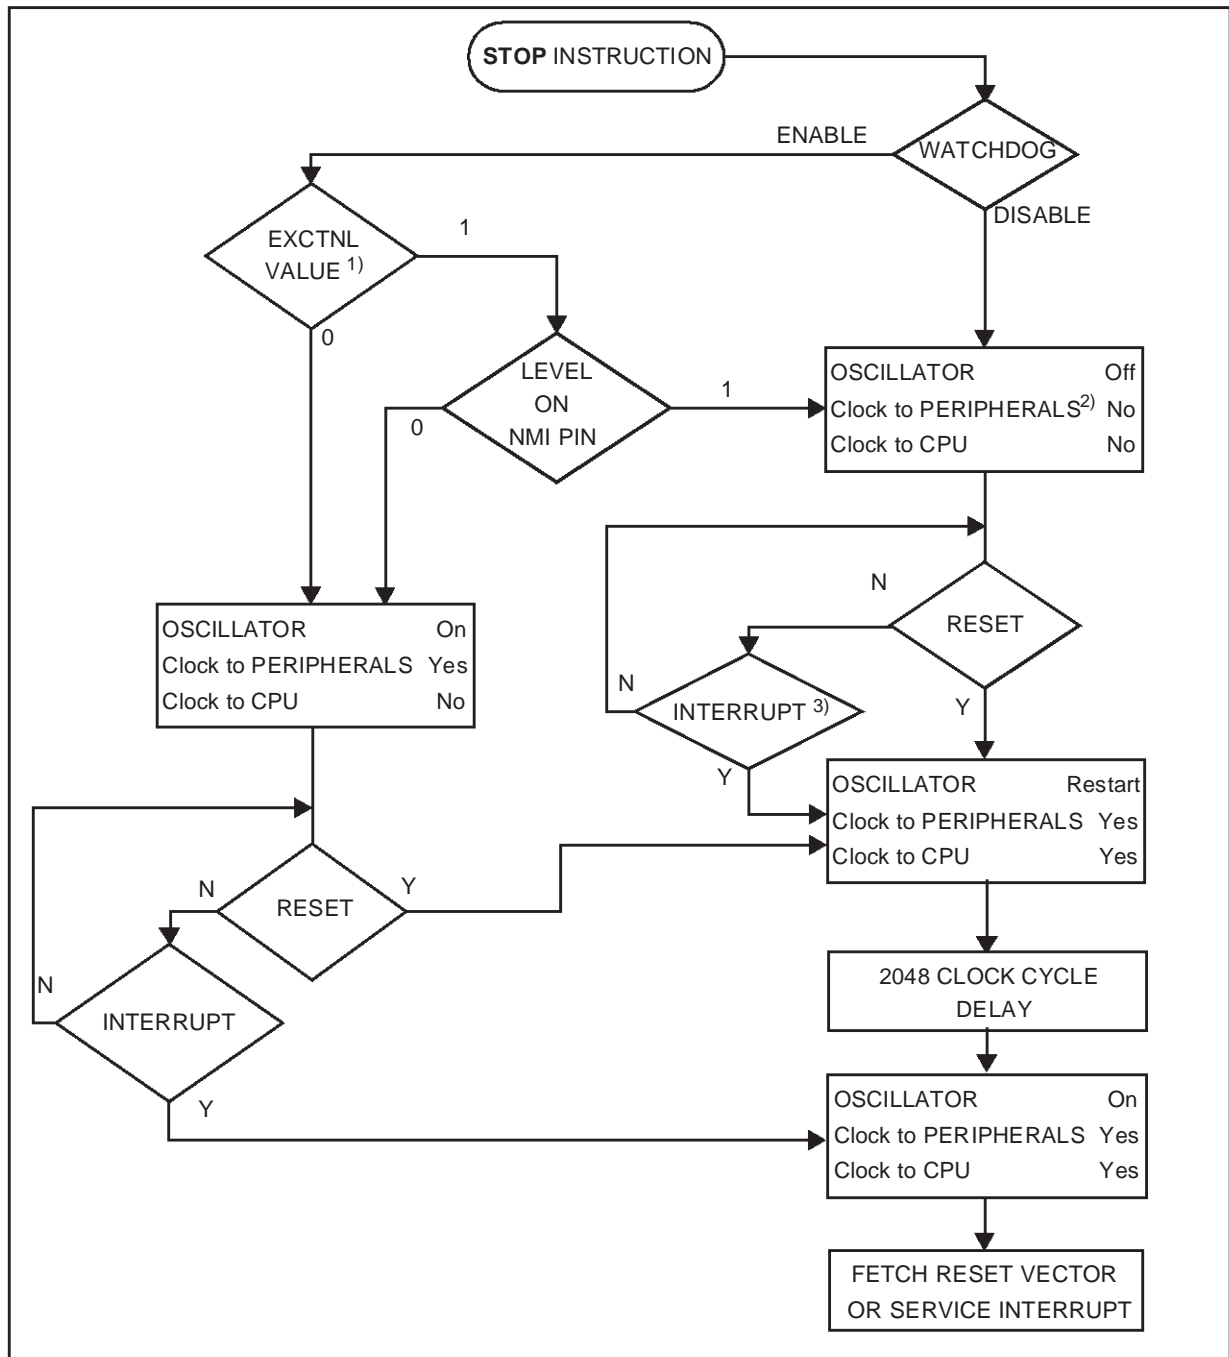 STOP INSTRUCTION
ENABLE
WATCHDOG
DISABLE
EXCTNL
VALUE 1)
1
0
LEVEL
ON
NMI PIN
1
0
OSCILLATOR Off
Clock to PERIPHERALS2) No
Clock to CPU No
N
RESET
Y
OSCILLATOR On
Clock to PERIPHERALS Yes
Clock to CPU No
N
INTERRUPT 3)
Y
OSCILLATOR Restart
Clock to PERIPHERALS Yes
Clock to CPU Yes
N
RESET
Y
N
INTERRUPT
Y
2048 CLOCK CYCLE
DELAY
OSCILLATOR On
Clock to PERIPHERALS Yes
Clock to CPU Yes
FETCH RESET VECTOR
OR SERVICE INTERRUPT